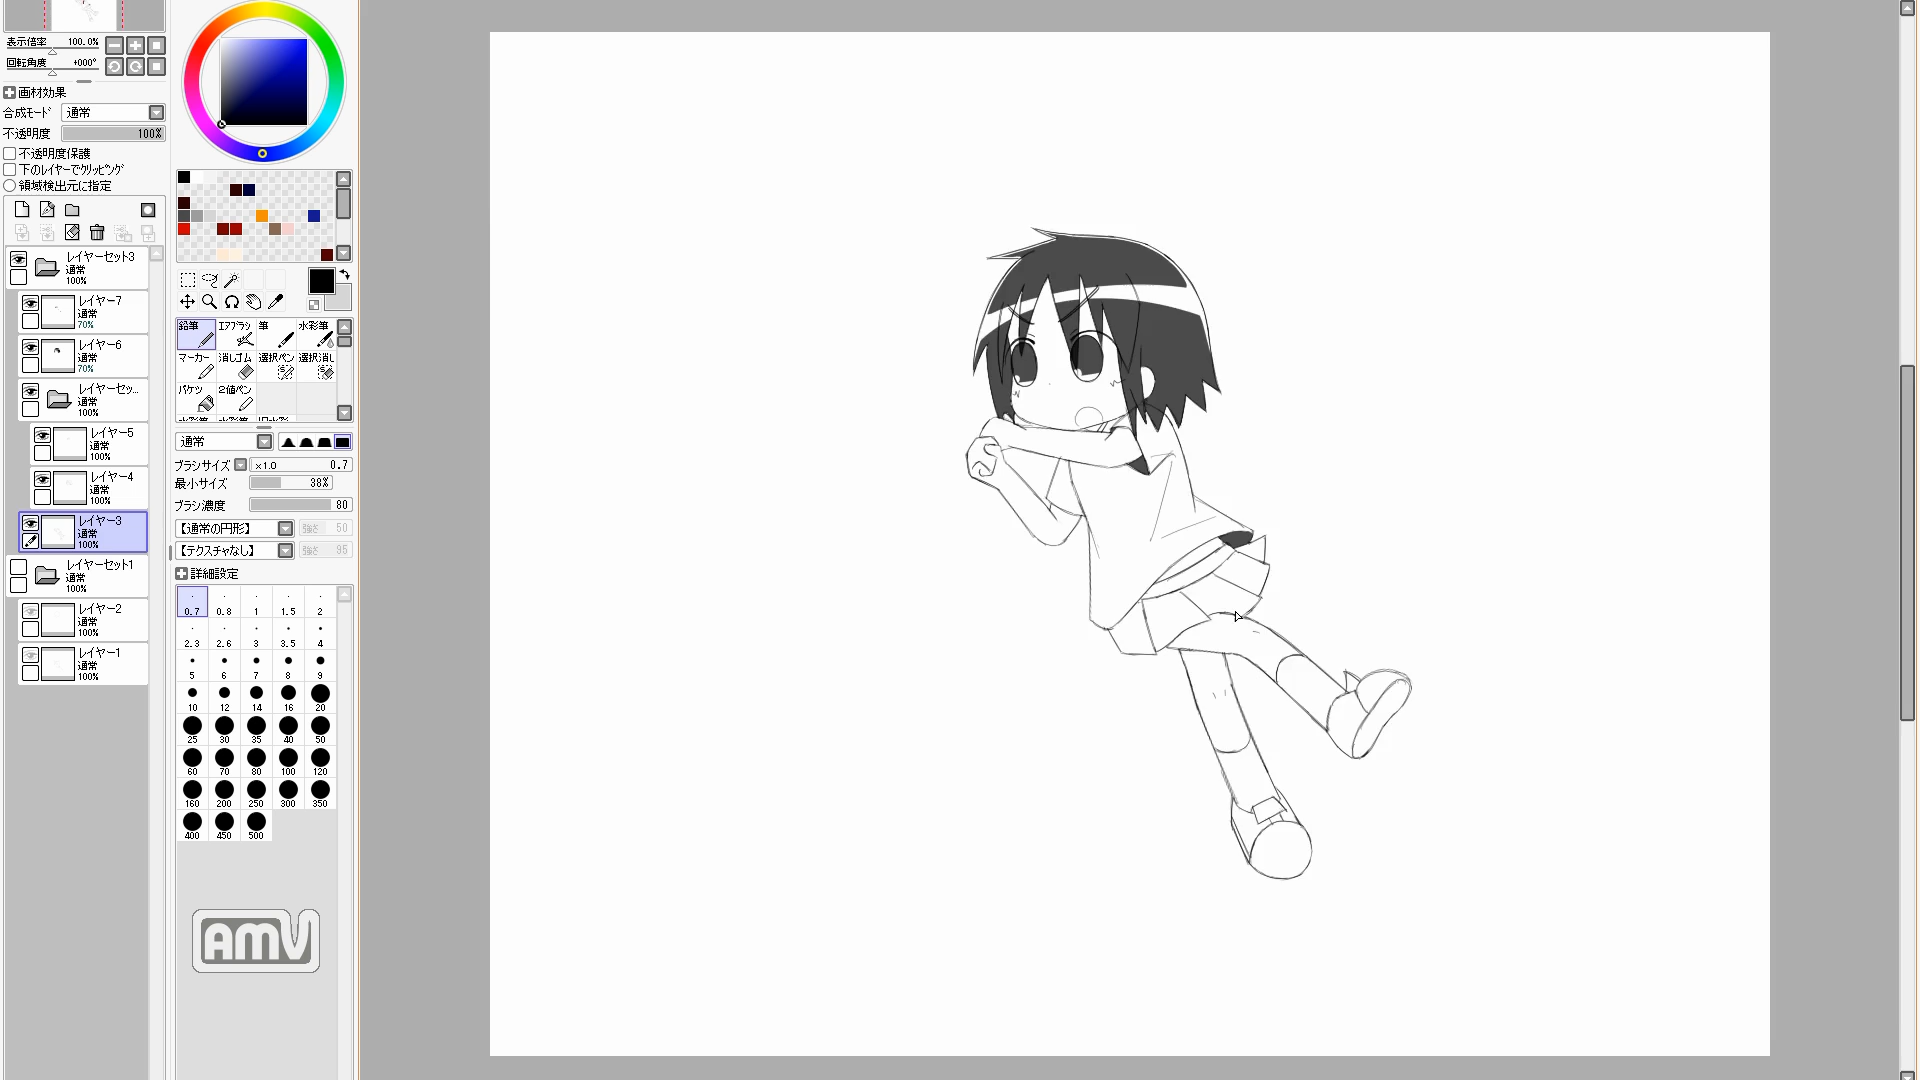 表示倍率 100.0%
回転角度 +000°
画材効果
合成モード 通常
不透明度 100%
不透明度保護
下のレイヤーでクリッピング
領域検出元に指定
レイヤーセット3
通常
100%
レイヤー7
通常
70%
レイヤー6
通常
70%
レイヤーセッ...
通常
100%
レイヤー5
通常
100%
レイヤー4
通常
100%
レイヤー3
通常
100%
レイヤーセット1
通常
100%
レイヤー2
通常
100%
レイヤー1
通常
100%
鉛筆 エアブラシ 筆 水彩筆
マーカー 消しゴム 選択ペン 選択消し
バケツ 2値ペン
通常
ブラシサイズ ×1.0 0.7
最小サイズ 38%
ブラシ濃度 80
【通常の円形】 強さ 50
【テクスチャなし】 強さ 95
詳細設定
0.7 0.8 1 1.5 2
2.3 2.6 3 3.5 4
5 6 7 8 9
10 12 14 16 20
25 30 35 40 50
60 70 80 100 120
160 200 250 300 350
400 450 500
AMV